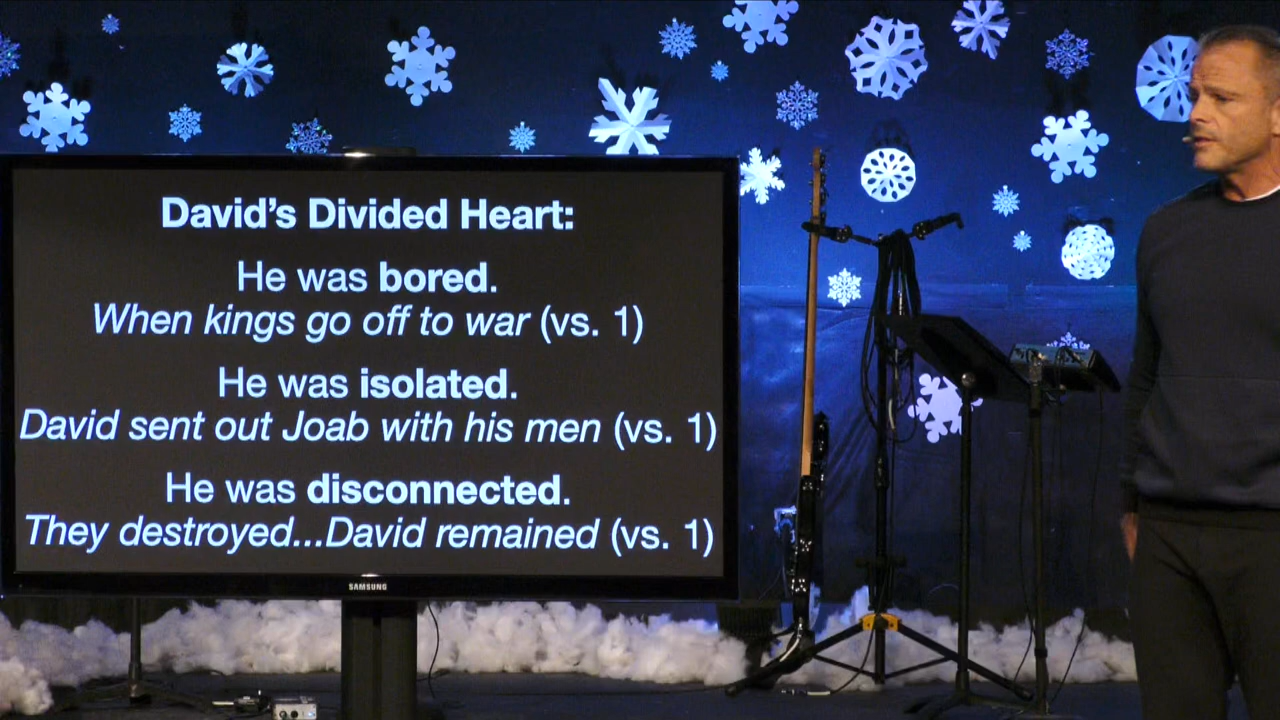 David's Divided Heart:
He was bored.
When kings go off to war (vs. 1)
He was isolated.
David sent out Joab with his men (vs. 1)
He was disconnected.
They destroyed...David remained (vs. 1)
SAMSUNG